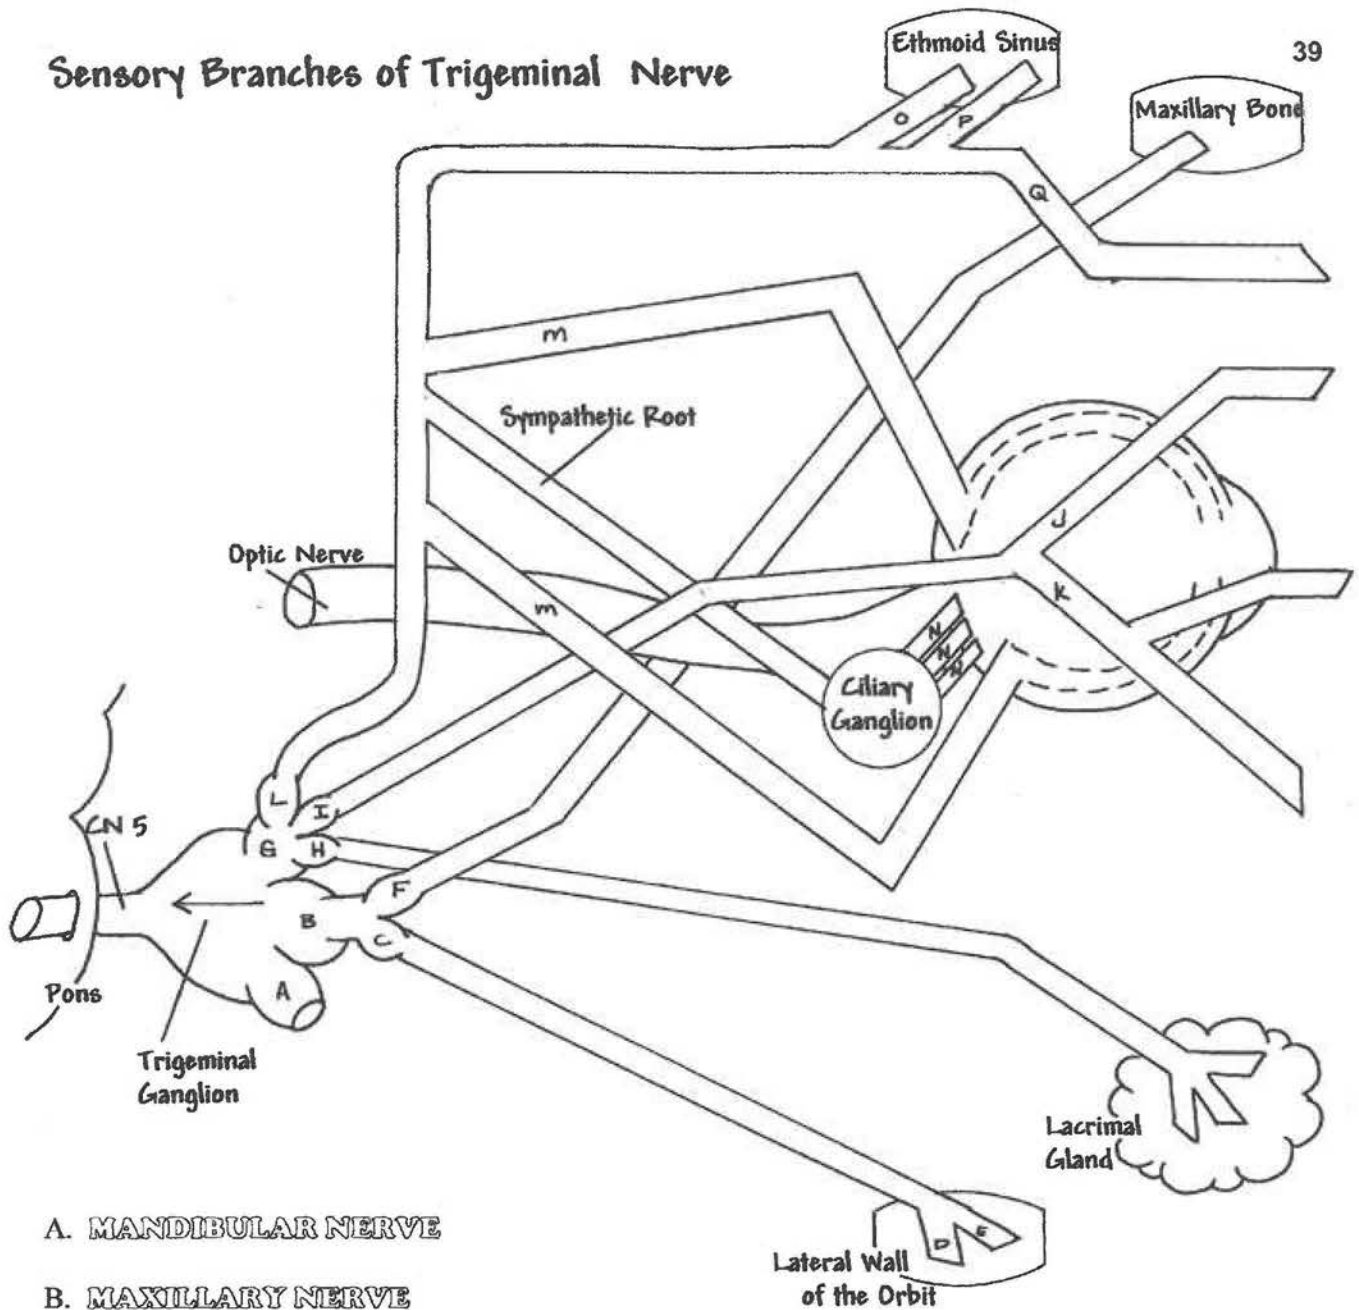 Sensory Branches of Trigeminal Nerve
39
Ethmoid Sinus
Maxillary Bone
O
P
Q
m
Sympathetic Root
J
Optic Nerve
K
m
N
N
N
Ciliary
Ganglion
L
I
CN 5
G
H
F
B
C
A
Pons
Trigeminal
Ganglion
Lacrimal
Gland
D
E
Lateral Wall
of the Orbit
A. MANDIBULAR NERVE
B. MAXILLARY NERVE